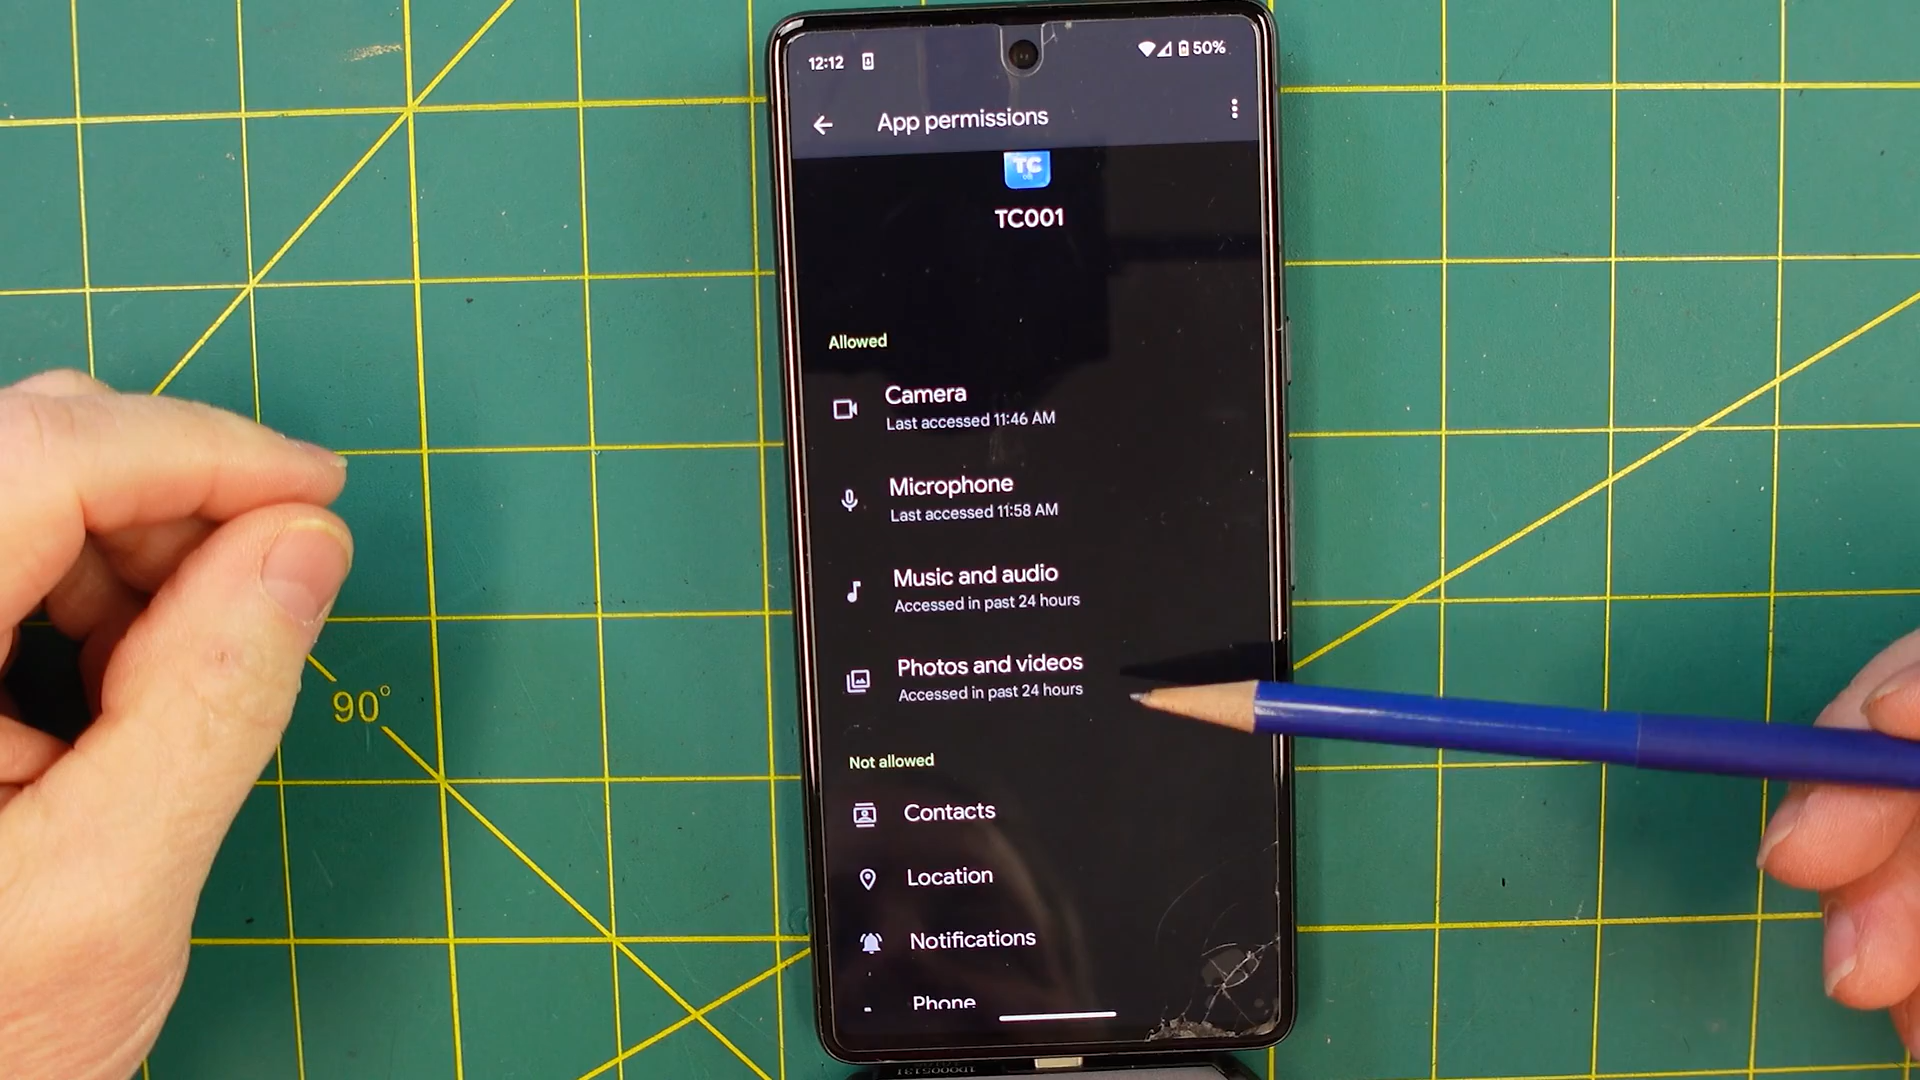 12:12
50%
App permissions
TC
TC001
Allowed
Camera
Last accessed 11:46 AM
Microphone
Last accessed 11:58 AM
Music and audio
Accessed in past 24 hours
Photos and videos
Accessed in past 24 hours
Not allowed
Contacts
Location
Notifications
Phone
90°